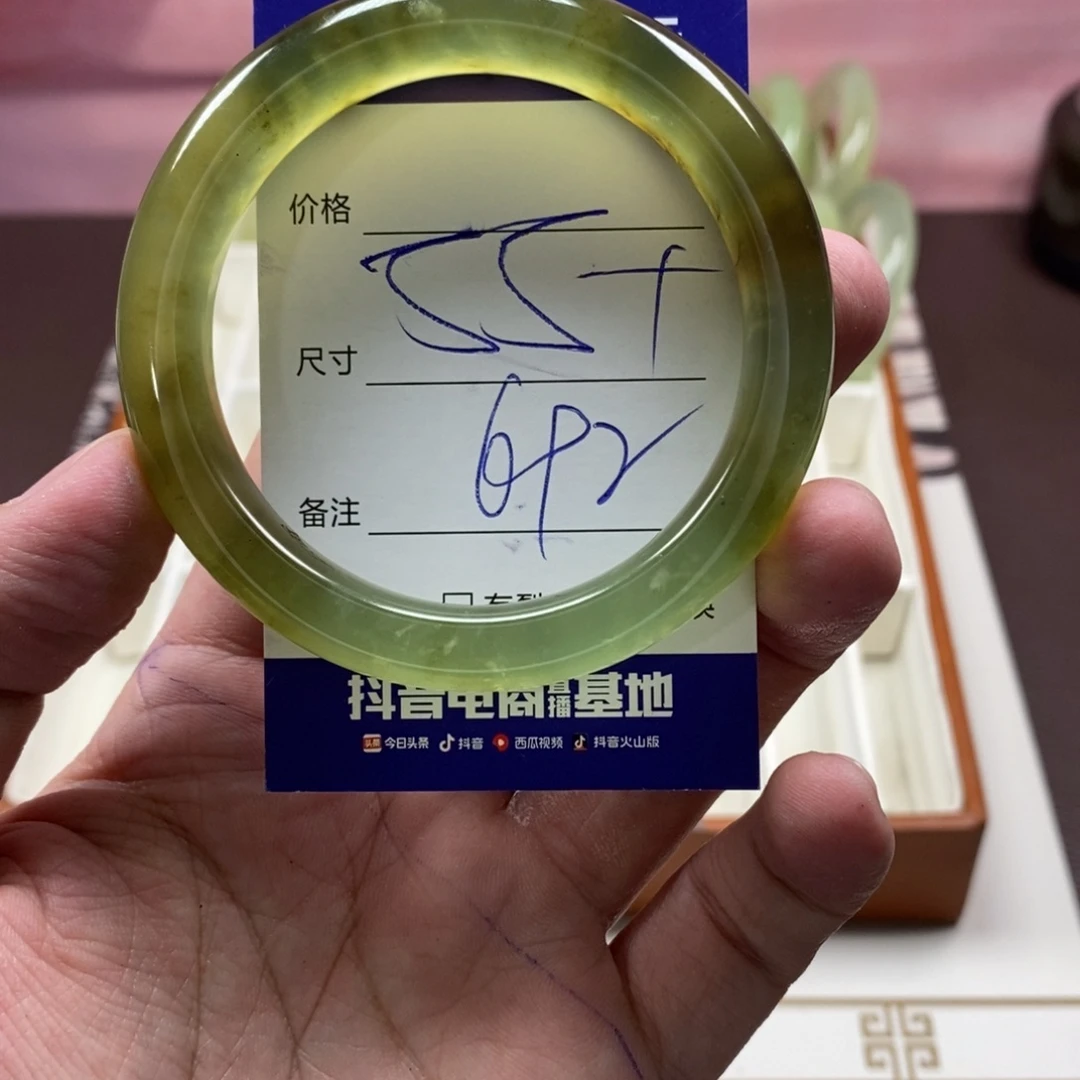 价格
55+
尺寸
6pr
备注
抖音电商直播基地
今日头条 抖音 西瓜视频 抖音火山版